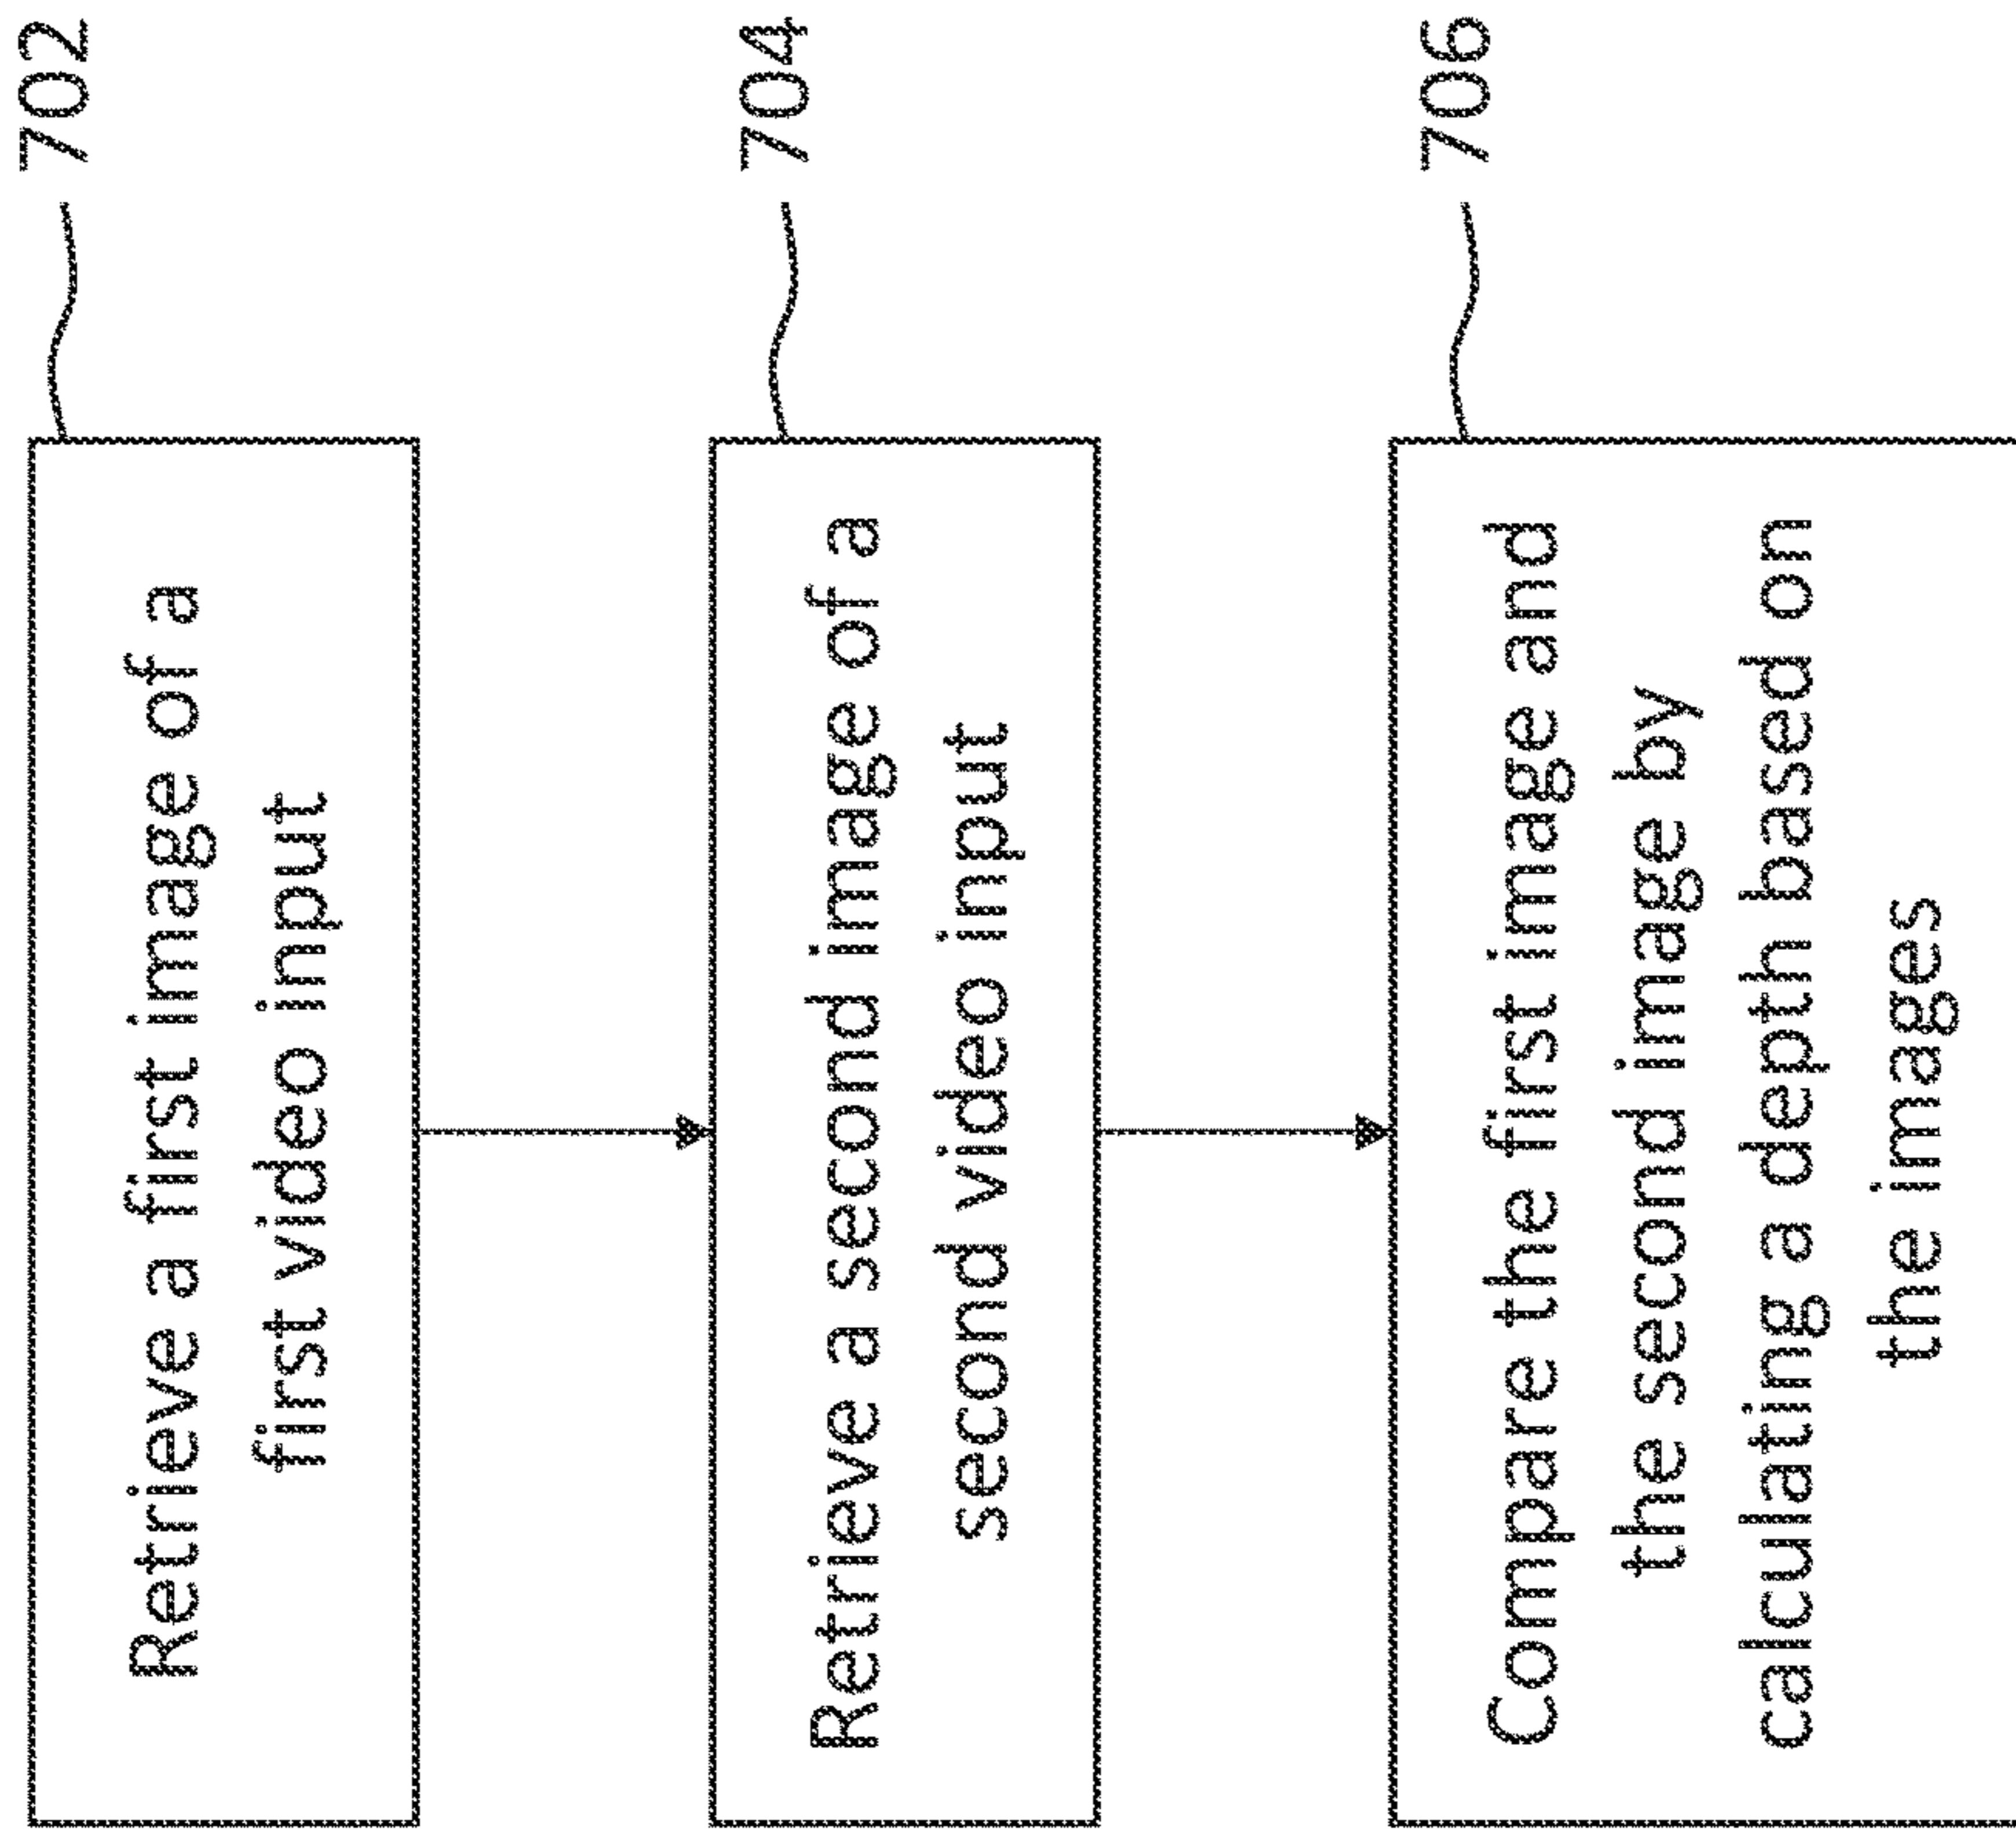 Retrieve a first image of a
first video input
702
Retrieve a second image of a
second video input
704
Compare the first image and
the second image by
calculating a depth based on
the images
706